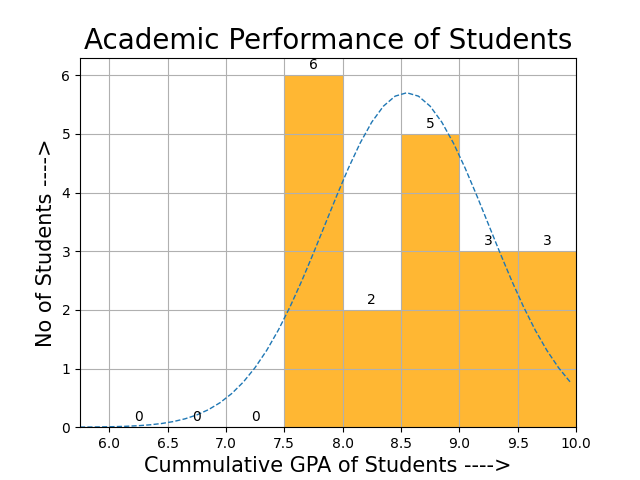 Academic Performance of Students
No of Students ---->
6
5
4
3
2
1
0
6
5
3 3
2
0 0 0
6.0 6.5 7.0 7.5 8.0 8.5 9.0 9.5 10.0
Cummulative GPA of Students ---->